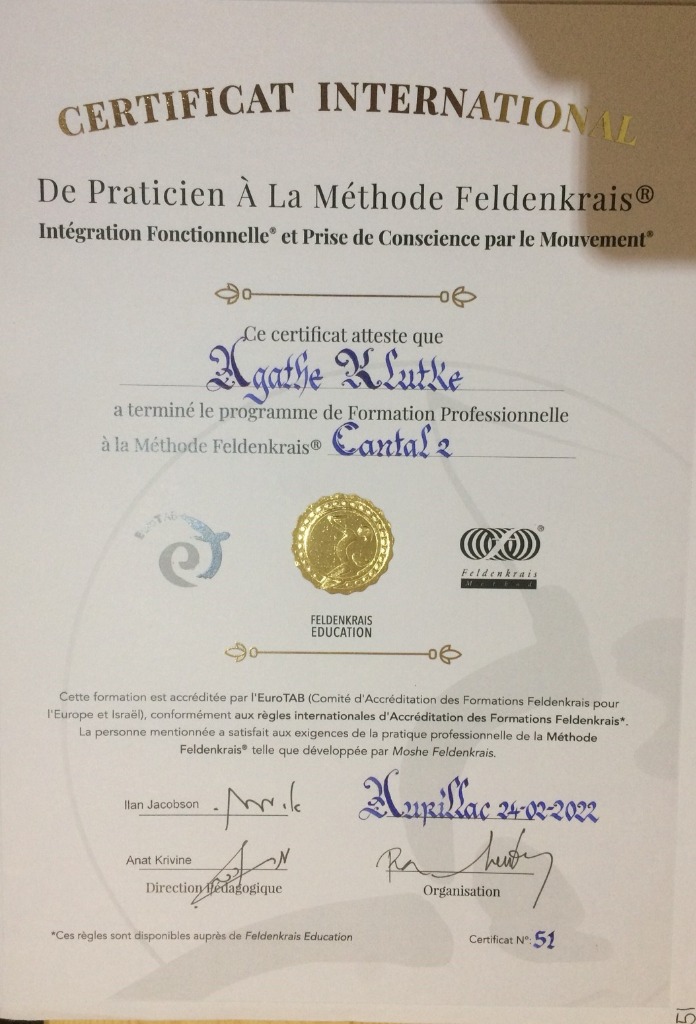 CERTIFICAT INTERNATIONAL
De Praticien À La Méthode Feldenkrais®
Intégration Fonctionnelle® et Prise de Conscience par le Mouvement®
Ce certificat atteste que
Agathe Klutke
a terminé le programme de Formation Professionnelle
à la Méthode Feldenkrais® Cantal 2
EUROTAB
Feldenkrais®
Method
FELDENKRAIS
EDUCATION
Cette formation est accréditée par l'EuroTAB (Comité d'Accréditation des Formations Feldenkrais pour
l'Europe et Israël), conformément aux règles internationales d'Accréditation des Formations Feldenkrais*.
La personne mentionnée a satisfait aux exigences de la pratique professionnelle de la Méthode
Feldenkrais® telle que développée par Moshe Feldenkrais.
Ilan Jacobson
Aurillac 24-02-2022
Anat Krivine
Direction Pédagogique
Organisation
*Ces règles sont disponibles auprès de Feldenkrais Education
Certificat N°: 51